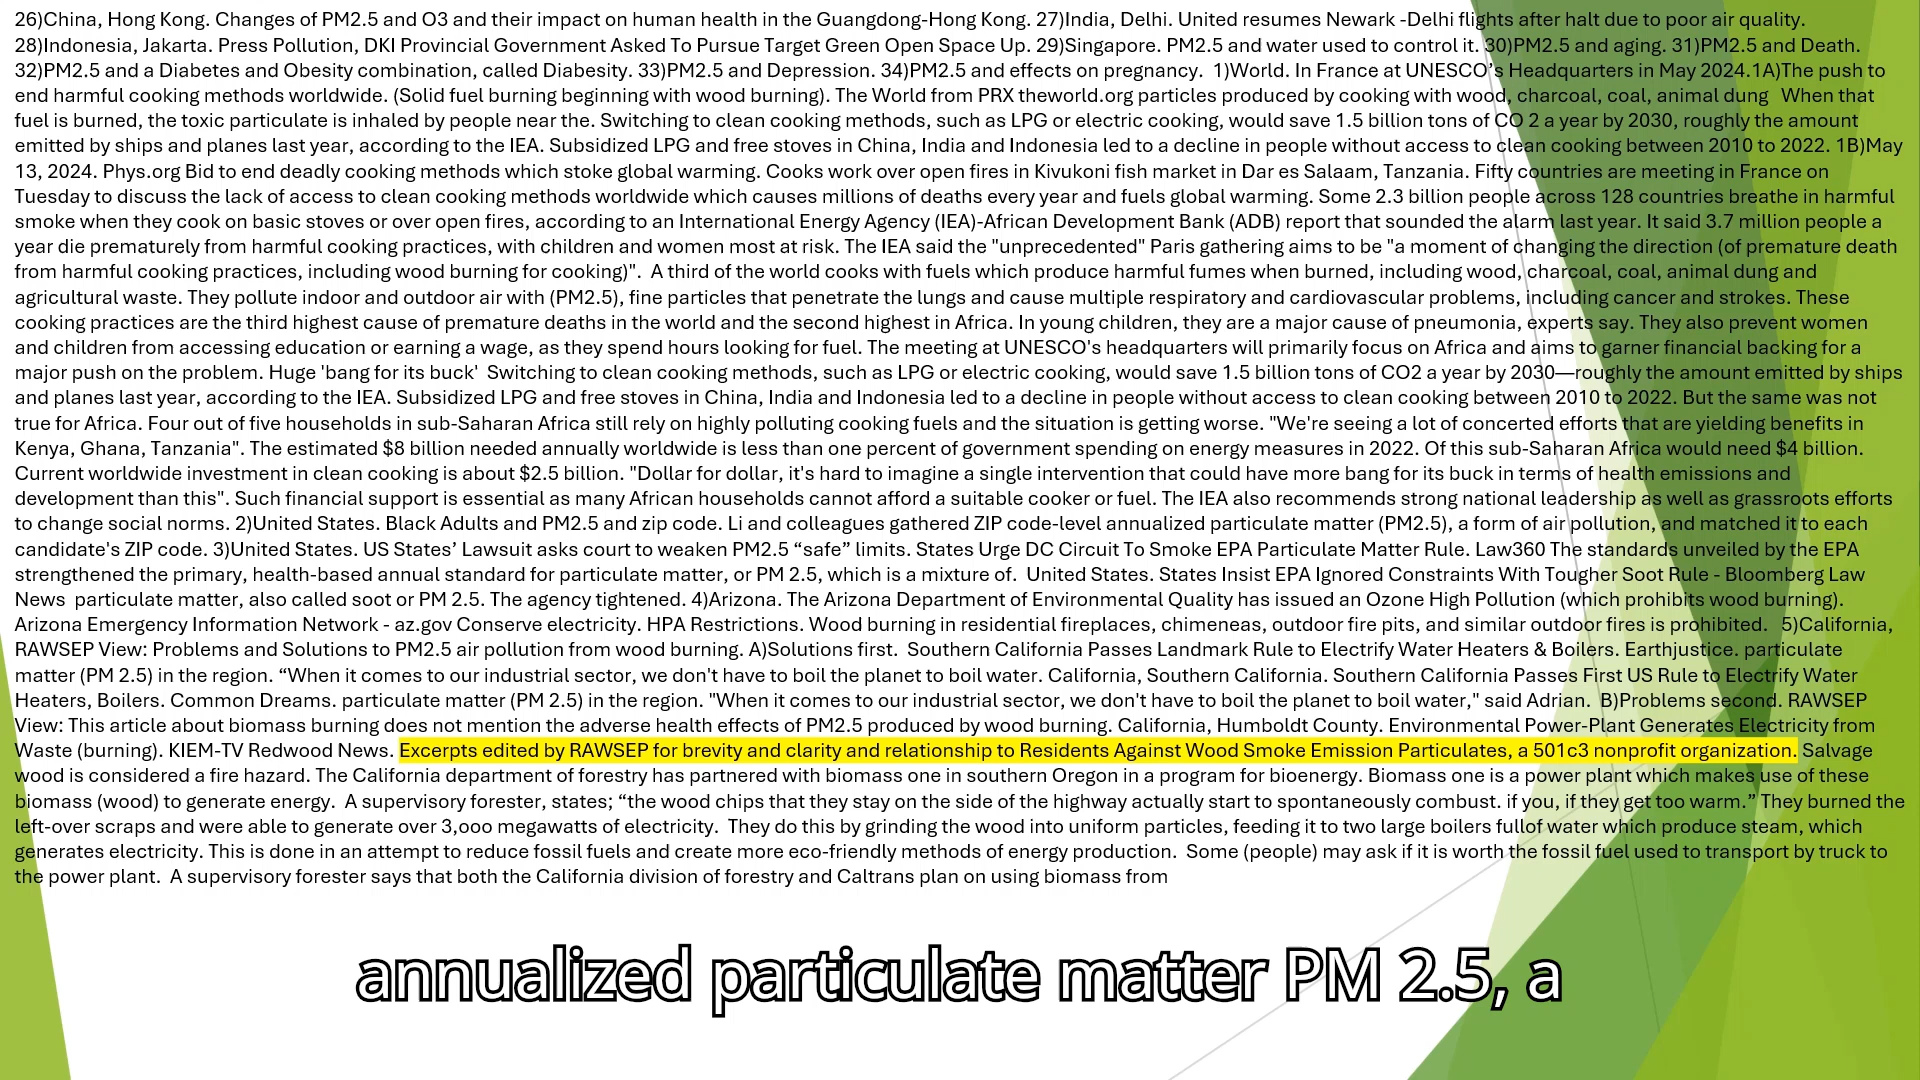 26)China, Hong Kong. Changes of PM2.5 and O3 and their impact on human health in the Guangdong-Hong Kong. 27)India, Delhi. United resumes Newark -Delhi flights after halt due to poor air quality.
28)Indonesia, Jakarta. Press Pollution, DKI Provincial Government Asked To Pursue Target Green Open Space Up. 29)Singapore. PM2.5 and water used to control it. 30)PM2.5 and aging. 31)PM2.5 and Death.
32)PM2.5 and a Diabetes and Obesity combination, called Diabesity. 33)PM2.5 and Depression. 34)PM2.5 and effects on pregnancy.  1)World. In France at UNESCO’s Headquarters in May 2024.1A)The push to
end harmful cooking methods worldwide. (Solid fuel burning beginning with wood burning). The World from PRX theworld.org particles produced by cooking with wood, charcoal, coal, animal dung   When that
fuel is burned, the toxic particulate is inhaled by people near the. Switching to clean cooking methods, such as LPG or electric cooking, would save 1.5 billion tons of CO 2 a year by 2030, roughly the amount
emitted by ships and planes last year, according to the IEA. Subsidized LPG and free stoves in China, India and Indonesia led to a decline in people without access to clean cooking between 2010 to 2022. 1B)May
13, 2024. Phys.org Bid to end deadly cooking methods which stoke global warming. Cooks work over open fires in Kivukoni fish market in Dar es Salaam, Tanzania. Fifty countries are meeting in France on
Tuesday to discuss the lack of access to clean cooking methods worldwide which causes millions of deaths every year and fuels global warming. Some 2.3 billion people across 128 countries breathe in harmful
smoke when they cook on basic stoves or over open fires, according to an International Energy Agency (IEA)-African Development Bank (ADB) report that sounded the alarm last year. It said 3.7 million people a
year die prematurely from harmful cooking practices, with children and women most at risk. The IEA said the "unprecedented" Paris gathering aims to be "a moment of changing the direction (of premature death
from harmful cooking practices, including wood burning for cooking)".  A third of the world cooks with fuels which produce harmful fumes when burned, including wood, charcoal, coal, animal dung and
agricultural waste. They pollute indoor and outdoor air with (PM2.5), fine particles that penetrate the lungs and cause multiple respiratory and cardiovascular problems, including cancer and strokes. These
cooking practices are the third highest cause of premature deaths in the world and the second highest in Africa. In young children, they are a major cause of pneumonia, experts say. They also prevent women
and children from accessing education or earning a wage, as they spend hours looking for fuel. The meeting at UNESCO's headquarters will primarily focus on Africa and aims to garner financial backing for a
major push on the problem. Huge 'bang for its buck'  Switching to clean cooking methods, such as LPG or electric cooking, would save 1.5 billion tons of CO2 a year by 2030—roughly the amount emitted by ships
and planes last year, according to the IEA. Subsidized LPG and free stoves in China, India and Indonesia led to a decline in people without access to clean cooking between 2010 to 2022. But the same was not
true for Africa. Four out of five households in sub-Saharan Africa still rely on highly polluting cooking fuels and the situation is getting worse. "We're seeing a lot of concerted efforts that are yielding benefits in
Kenya, Ghana, Tanzania". The estimated $8 billion needed annually worldwide is less than one percent of government spending on energy measures in 2022. Of this sub-Saharan Africa would need $4 billion.
Current worldwide investment in clean cooking is about $2.5 billion. "Dollar for dollar, it's hard to imagine a single intervention that could have more bang for its buck in terms of health emissions and
development than this". Such financial support is essential as many African households cannot afford a suitable cooker or fuel. The IEA also recommends strong national leadership as well as grassroots efforts
to change social norms. 2)United States. Black Adults and PM2.5 and zip code. Li and colleagues gathered ZIP code-level annualized particulate matter (PM2.5), a form of air pollution, and matched it to each
candidate's ZIP code. 3)United States. US States’ Lawsuit asks court to weaken PM2.5 “safe” limits. States Urge DC Circuit To Smoke EPA Particulate Matter Rule. Law360 The standards unveiled by the EPA
strengthened the primary, health-based annual standard for particulate matter, or PM 2.5, which is a mixture of.  United States. States Insist EPA Ignored Constraints With Tougher Soot Rule - Bloomberg Law
News  particulate matter, also called soot or PM 2.5. The agency tightened. 4)Arizona. The Arizona Department of Environmental Quality has issued an Ozone High Pollution (which prohibits wood burning).
Arizona Emergency Information Network - az.gov Conserve electricity. HPA Restrictions. Wood burning in residential fireplaces, chimeneas, outdoor fire pits, and similar outdoor fires is prohibited.   5)California,
RAWSEP View: Problems and Solutions to PM2.5 air pollution from wood burning. A)Solutions first.  Southern California Passes Landmark Rule to Electrify Water Heaters & Boilers. Earthjustice. particulate
matter (PM 2.5) in the region. “When it comes to our industrial sector, we don't have to boil the planet to boil water. California, Southern California. Southern California Passes First US Rule to Electrify Water
Heaters, Boilers. Common Dreams. particulate matter (PM 2.5) in the region. "When it comes to our industrial sector, we don't have to boil the planet to boil water," said Adrian.  B)Problems second. RAWSEP
View: This article about biomass burning does not mention the adverse health effects of PM2.5 produced by wood burning. California, Humboldt County. Environmental Power-Plant Generates Electricity from
Waste (burning). KIEM-TV Redwood News. Excerpts edited by RAWSEP for brevity and clarity and relationship to Residents Against Wood Smoke Emission Particulates, a 501c3 nonprofit organization. Salvage
wood is considered a fire hazard. The California department of forestry has partnered with biomass one in southern Oregon in a program for bioenergy. Biomass one is a power plant which makes use of these
biomass (wood) to generate energy.  A supervisory forester, states; “the wood chips that they stay on the side of the highway actually start to spontaneously combust. if you, if they get too warm.” They burned the
left-over scraps and were able to generate over 3,ooo megawatts of electricity.  They do this by grinding the wood into uniform particles, feeding it to two large boilers fullof water which produce steam, which
generates electricity. This is done in an attempt to reduce fossil fuels and create more eco-friendly methods of energy production.  Some (people) may ask if it is worth the fossil fuel used to transport by truck to
the power plant.  A supervisory forester says that both the California division of forestry and Caltrans plan on using biomass from
annualized particulate matter PM 2.5, a